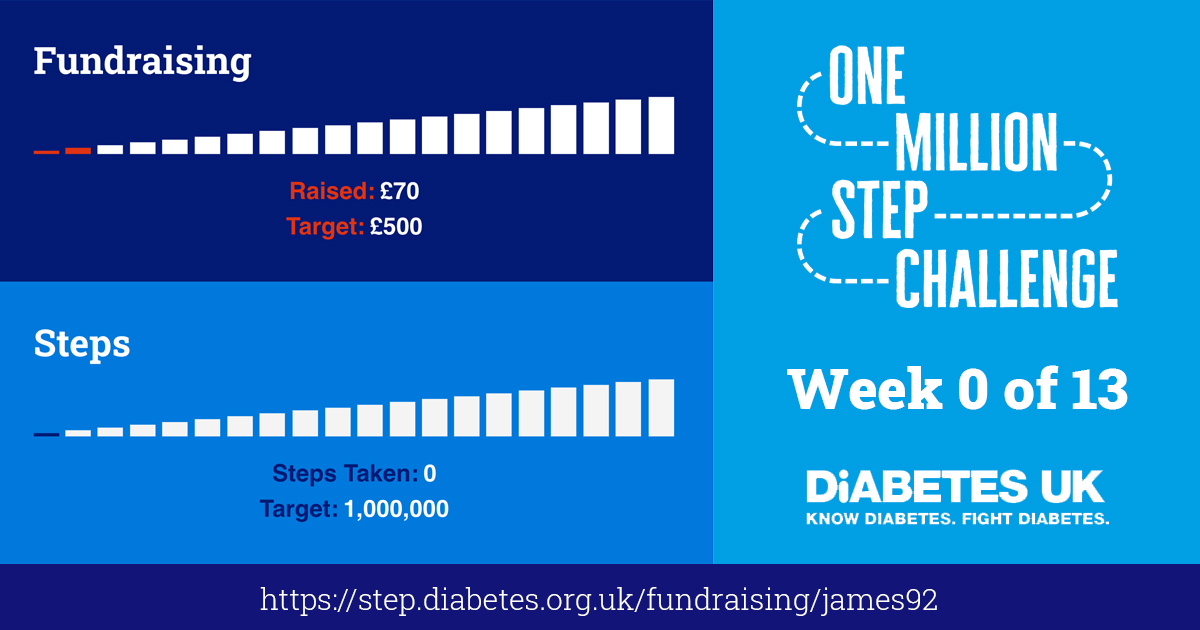 Fundraising
Raised: £70
Target: £500
Steps
Steps Taken: 0
Target: 1,000,000
ONE
MILLION
STEP
CHALLENGE
Week 0 of 13
DiABETES UK
KNOW DIABETES. FIGHT DIABETES.
https://step.diabetes.org.uk/fundraising/james92